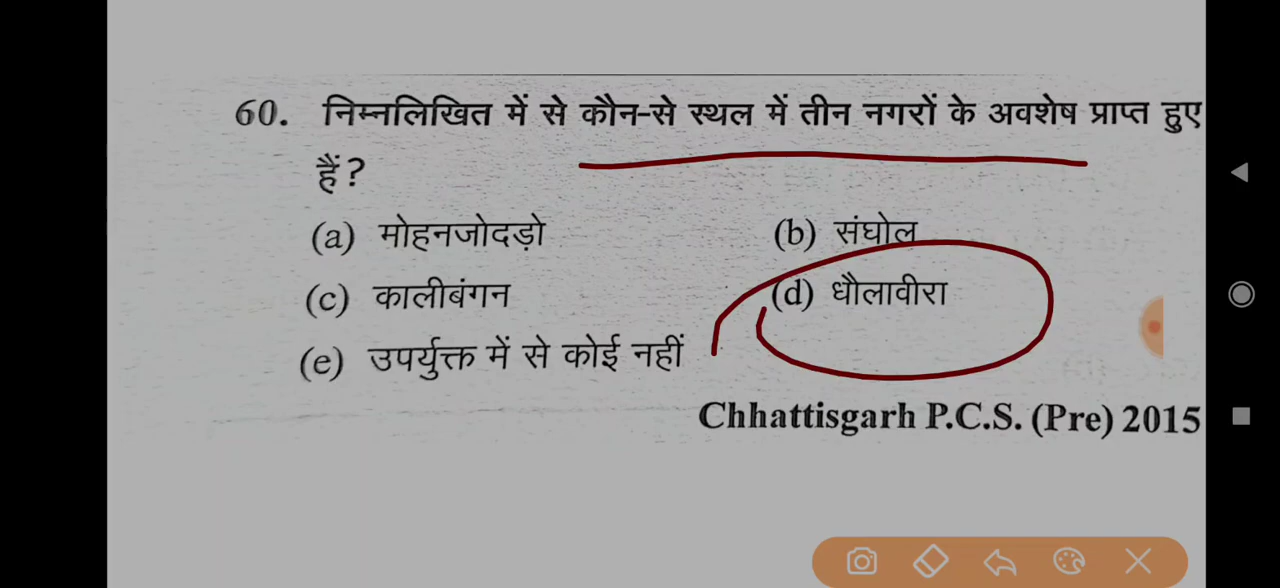 60. निम्नलिखित में से कौन-से स्थल में तीन नगरों के अवशेष प्राप्त हुए
हैं?
(a) मोहनजोदड़ो (b) संघोल
(c) कालीबंगन (d) धौलावीरा
(e) उपर्युक्त में से कोई नहीं
Chhattisgarh P.C.S. (Pre) 2015